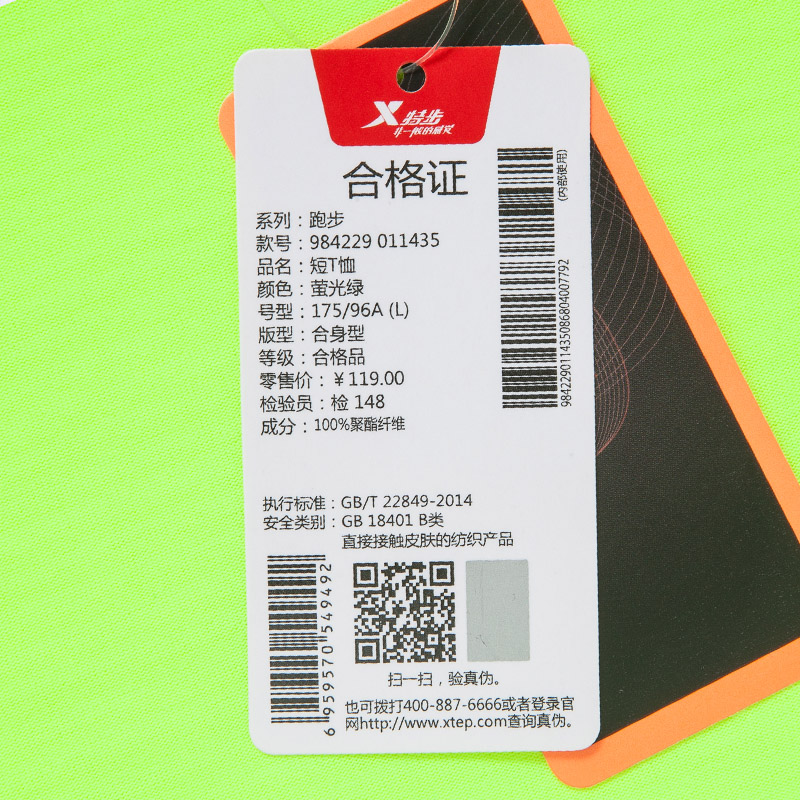 X 特步
非一般的感觉
合格证
系列：跑步
款号：984229 011435
品名：短T恤
颜色：萤光绿
号型：175/96A (L)
版型：合身型
等级：合格品
零售价：￥119.00
检验员：检 148
成分：100%聚酯纤维
(内部使用)
984229011435086804007792
执行标准：GB/T 22849-2014
安全类别：GB 18401 B类
直接接触皮肤的纺织产品
6 959570 549492
扫一扫，验真伪。
也可拨打400-887-6666或者登录官
网http://www.xtep.com查询真伪。